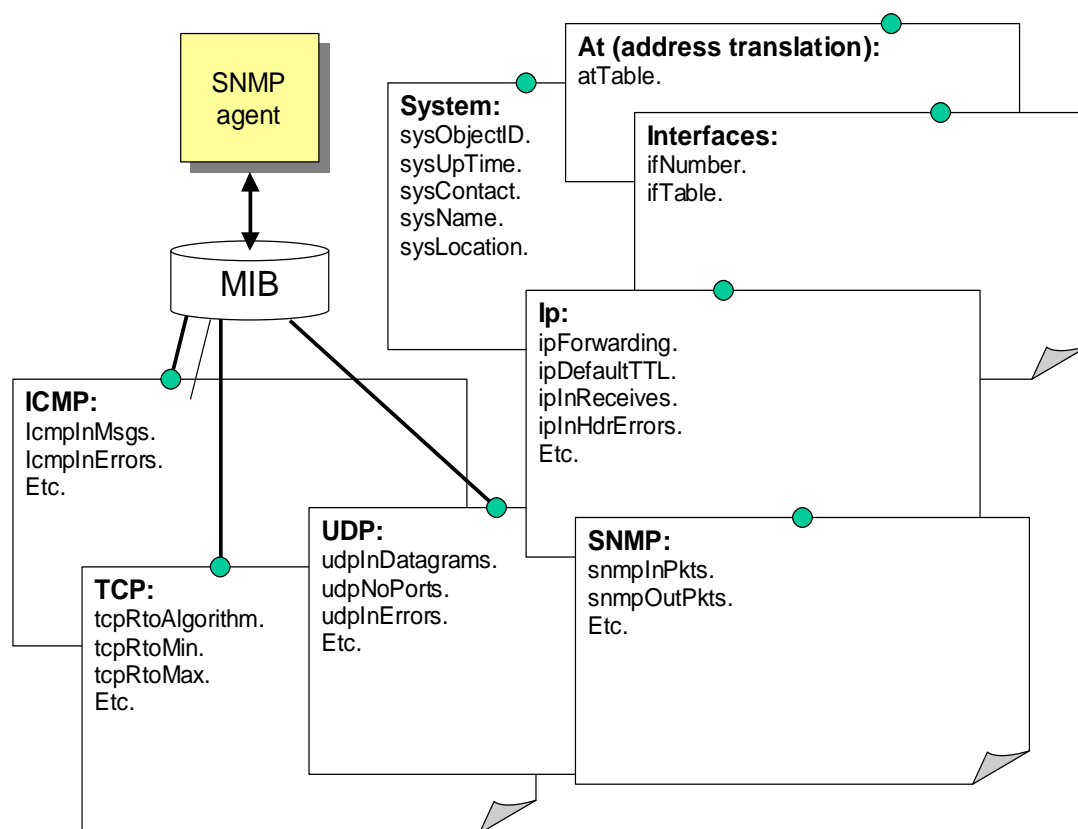 SNMP
agent
MIB
At (address translation):
atTable.
System:
sysObjectID.
sysUpTime.
sysContact.
sysName.
sysLocation.
Interfaces:
ifNumber.
ifTable.
Ip:
ipForwarding.
ipDefaultTTL.
ipInReceives.
ipInHdrErrors.
Etc.
ICMP:
IcmpInMsgs.
IcmpInErrors.
Etc.
TCP:
tcpRtoAlgorithm.
tcpRtoMin.
tcpRtoMax.
Etc.
UDP:
udpInDatagrams.
udpNoPorts.
udpInErrors.
Etc.
SNMP:
snmpInPkts.
snmpOutPkts.
Etc.